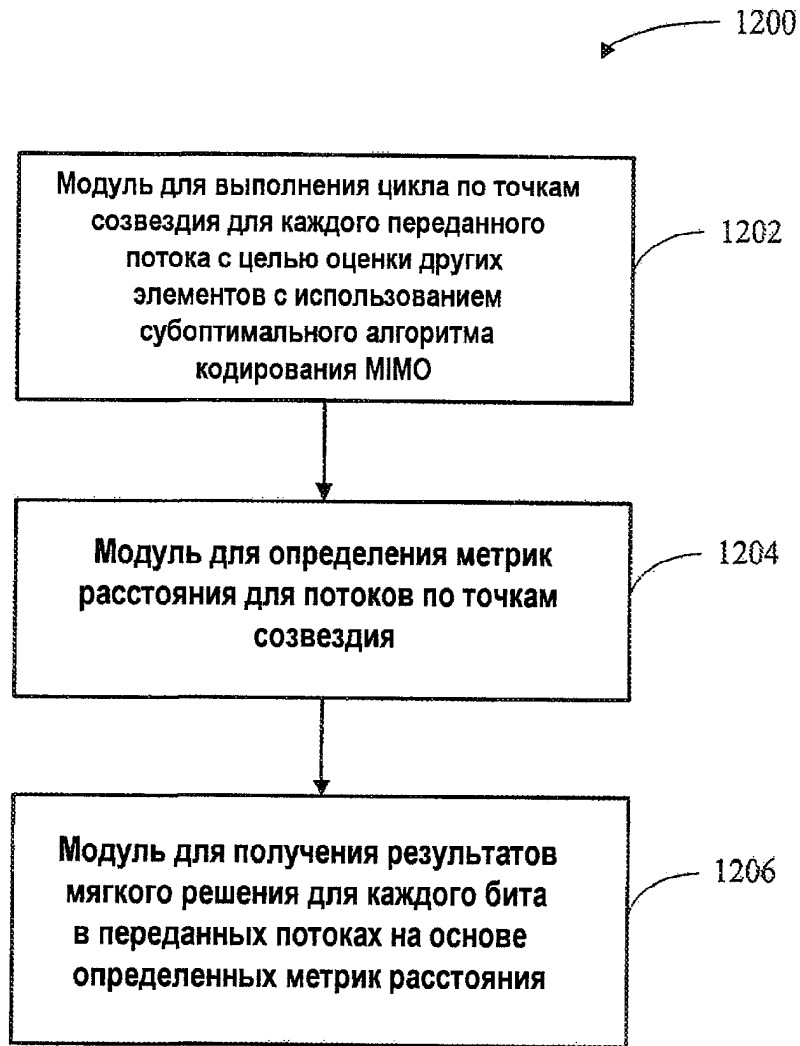 1200
Модуль для выполнения цикла по точкам
созвездия для каждого переданного
потока с целью оценки других
элементов с использованием
субоптимального алгоритма
кодирования MIMO
1202
Модуль для определения метрик
расстояния для потоков по точкам
созвездия
1204
Модуль для получения результатов
мягкого решения для каждого бита
в переданных потоках на основе
определенных метрик расстояния
1206